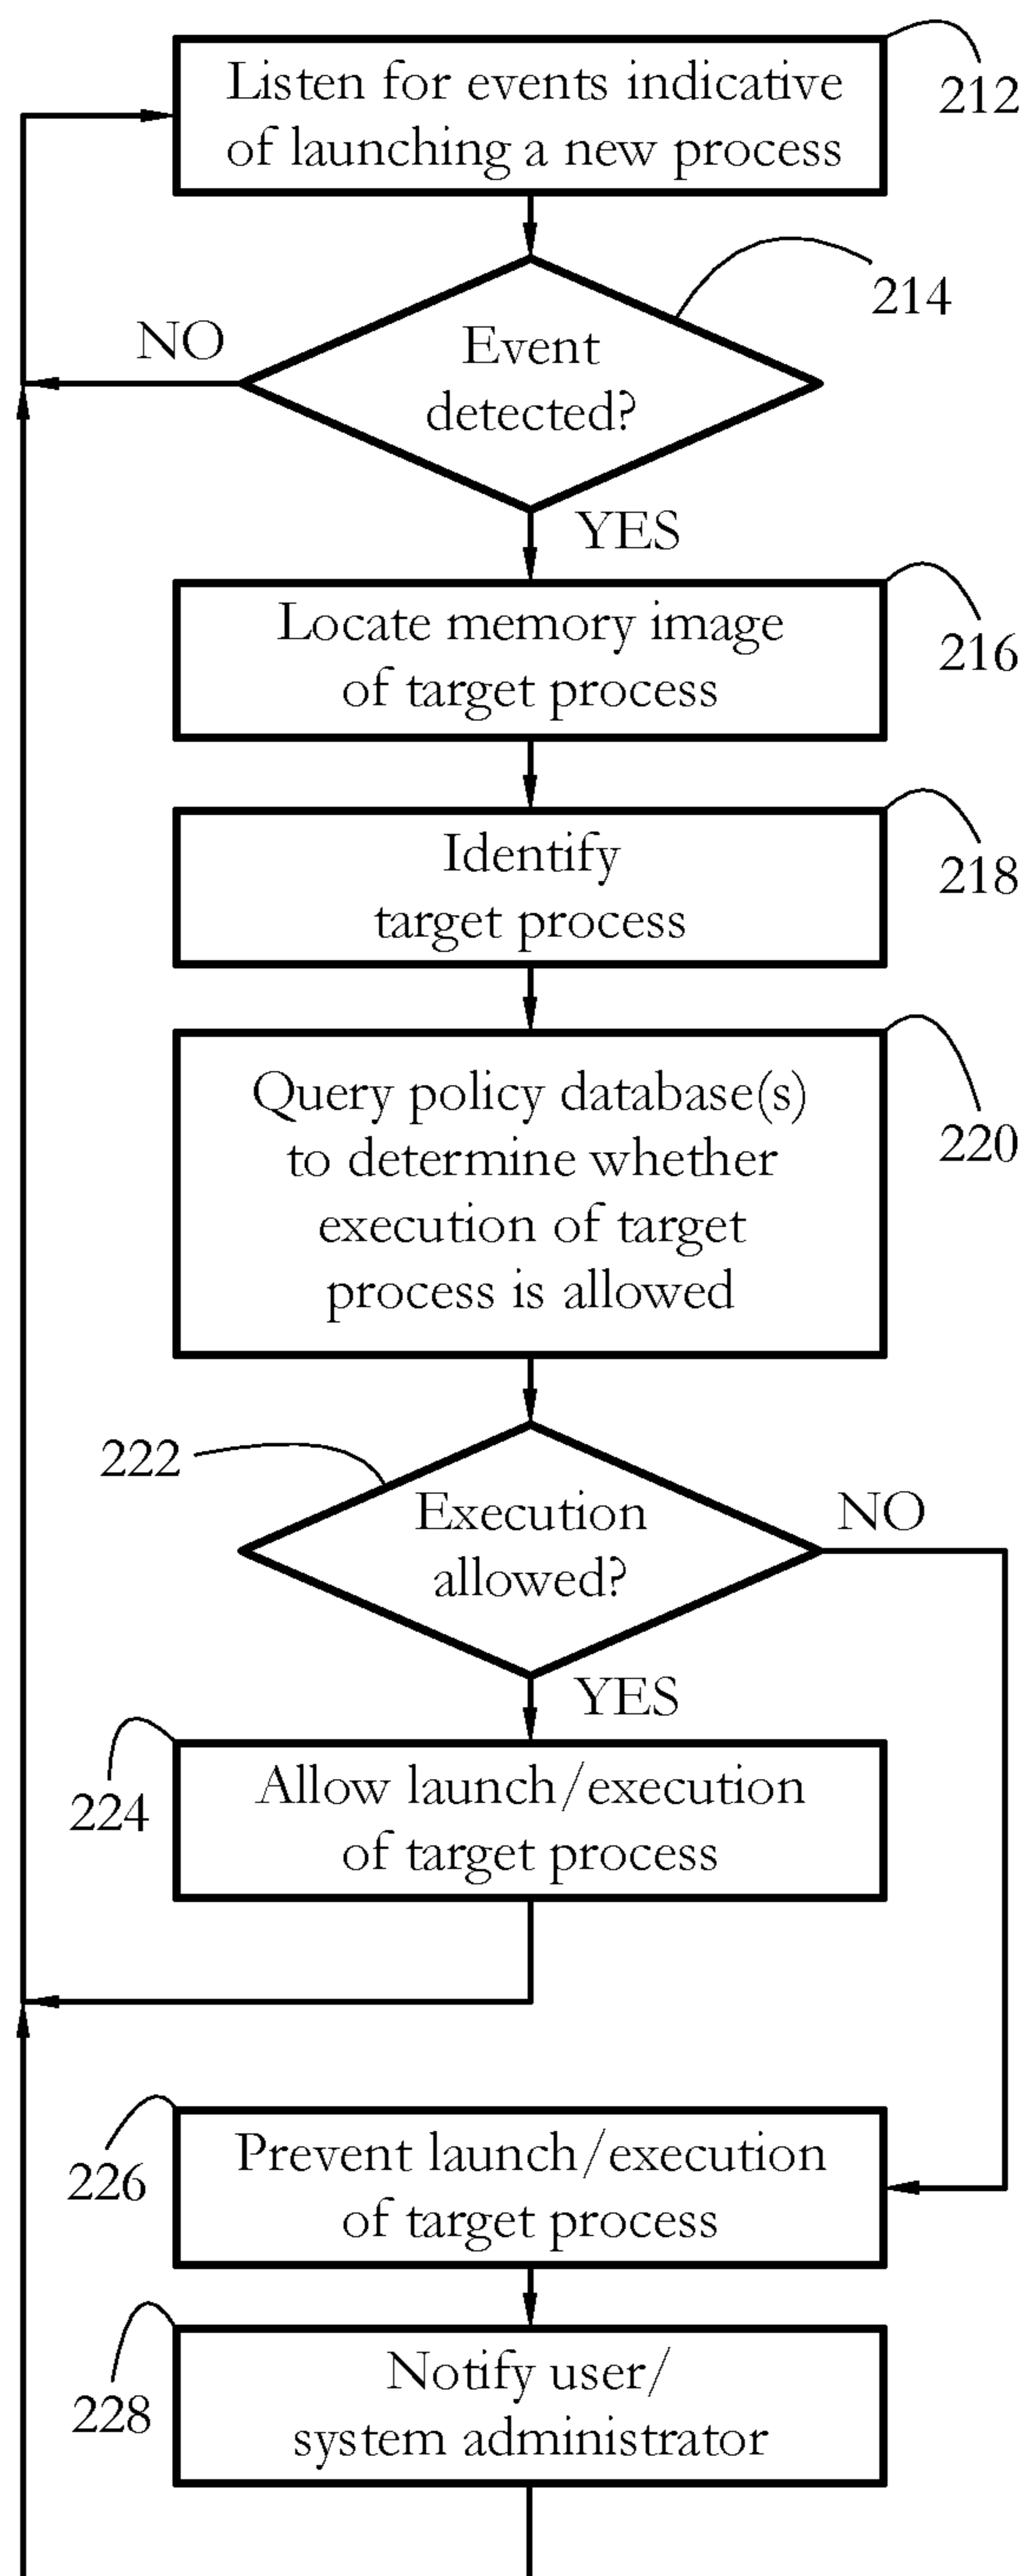 Listen for events indicative
of launching a new process
212
214
NO
Event
detected?
YES
Locate memory image
of target process
216
Identify
target process
218
Query policy database(s)
to determine whether
execution of target
process is allowed
220
222
Execution
allowed?
NO
YES
Allow launch/execution
of target process
224
Prevent launch/execution
of target process
226
Notify user/
system administrator
228